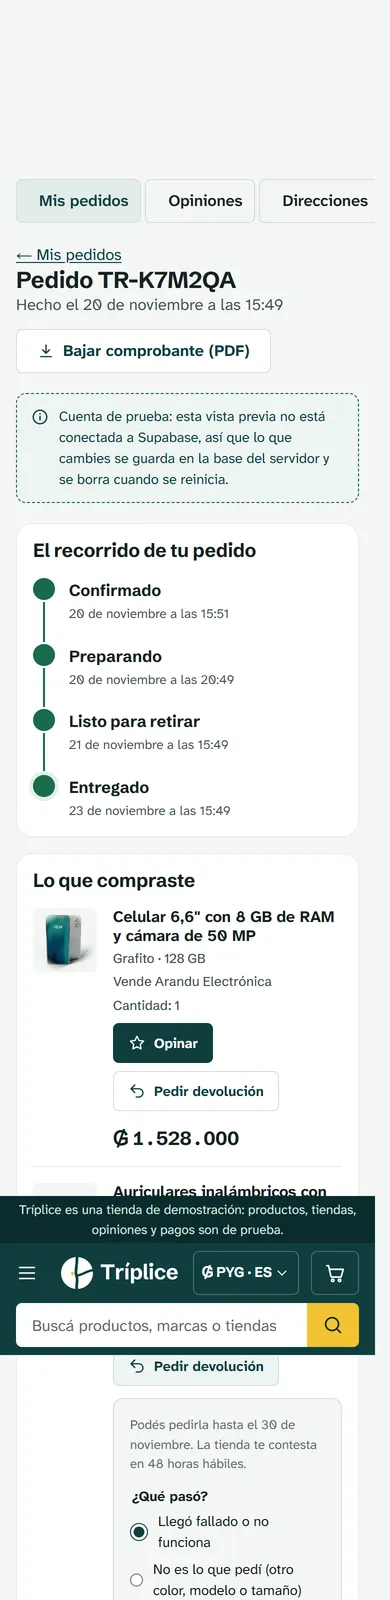 Mis pedidos
Opiniones
Direcciones
← Mis pedidos
Pedido TR-K7M2QA
Hecho el 20 de noviembre a las 15:49
Bajar comprobante (PDF)
Cuenta de prueba: esta vista previa no está
conectada a Supabase, así que lo que
cambies se guarda en la base del servidor y
se borra cuando se reinicia.
El recorrido de tu pedido
Confirmado
20 de noviembre a las 15:51
Preparando
20 de noviembre a las 20:49
Listo para retirar
21 de noviembre a las 15:49
Entregado
23 de noviembre a las 15:49
Lo que compraste
Celular 6,6" con 8 GB de RAM
y cámara de 50 MP
Grafito · 128 GB
Vende Arandu Electrónica
Cantidad: 1
Opinar
Pedir devolución
₲ 1.528.000
Auriculares inalámbricos con
Tríplice es una tienda de demostración: productos, tiendas,
opiniones y pagos son de prueba.
Tríplice
₲ PYG · ES
Buscá productos, marcas o tiendas
Pedir devolución
Podés pedirla hasta el 30 de
noviembre. La tienda te contesta
en 48 horas hábiles.
¿Qué pasó?
Llegó fallado o no
funciona
No es lo que pedí (otro
color, modelo o tamaño)